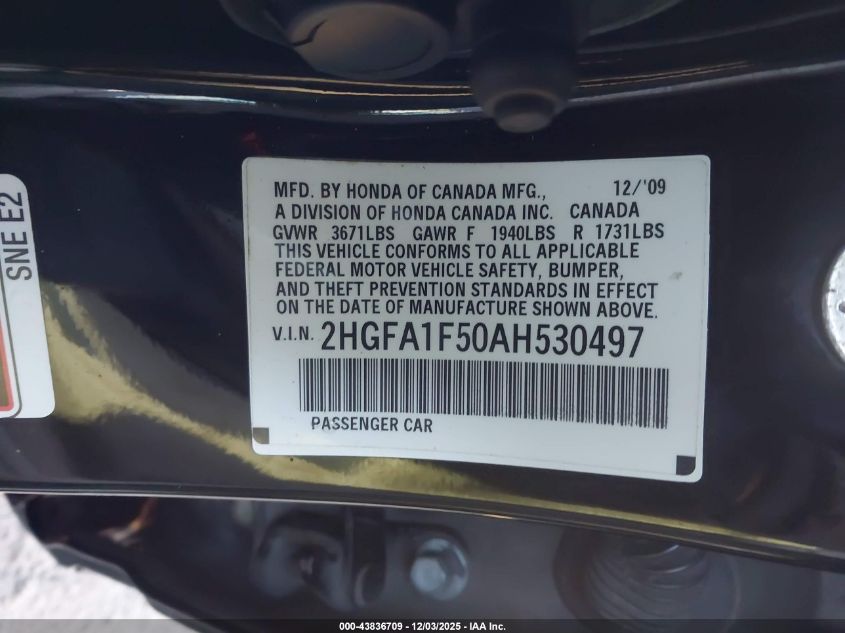 MFD. BY HONDA OF CANADA MFG., 12/'09
A DIVISION OF HONDA CANADA INC. CANADA
GVWR 3671LBS GAWR F 1940LBS R 1731LBS
THIS VEHICLE CONFORMS TO ALL APPLICABLE
FEDERAL MOTOR VEHICLE SAFETY, BUMPER,
AND THEFT PREVENTION STANDARDS IN EFFECT
ON THE DATE OF MANUFACTURE SHOWN ABOVE.
V.I.N. 2HGFA1F50AH530497
PASSENGER CAR
SNE E2
000-43836709 - 12/03/2025 - IAA Inc.